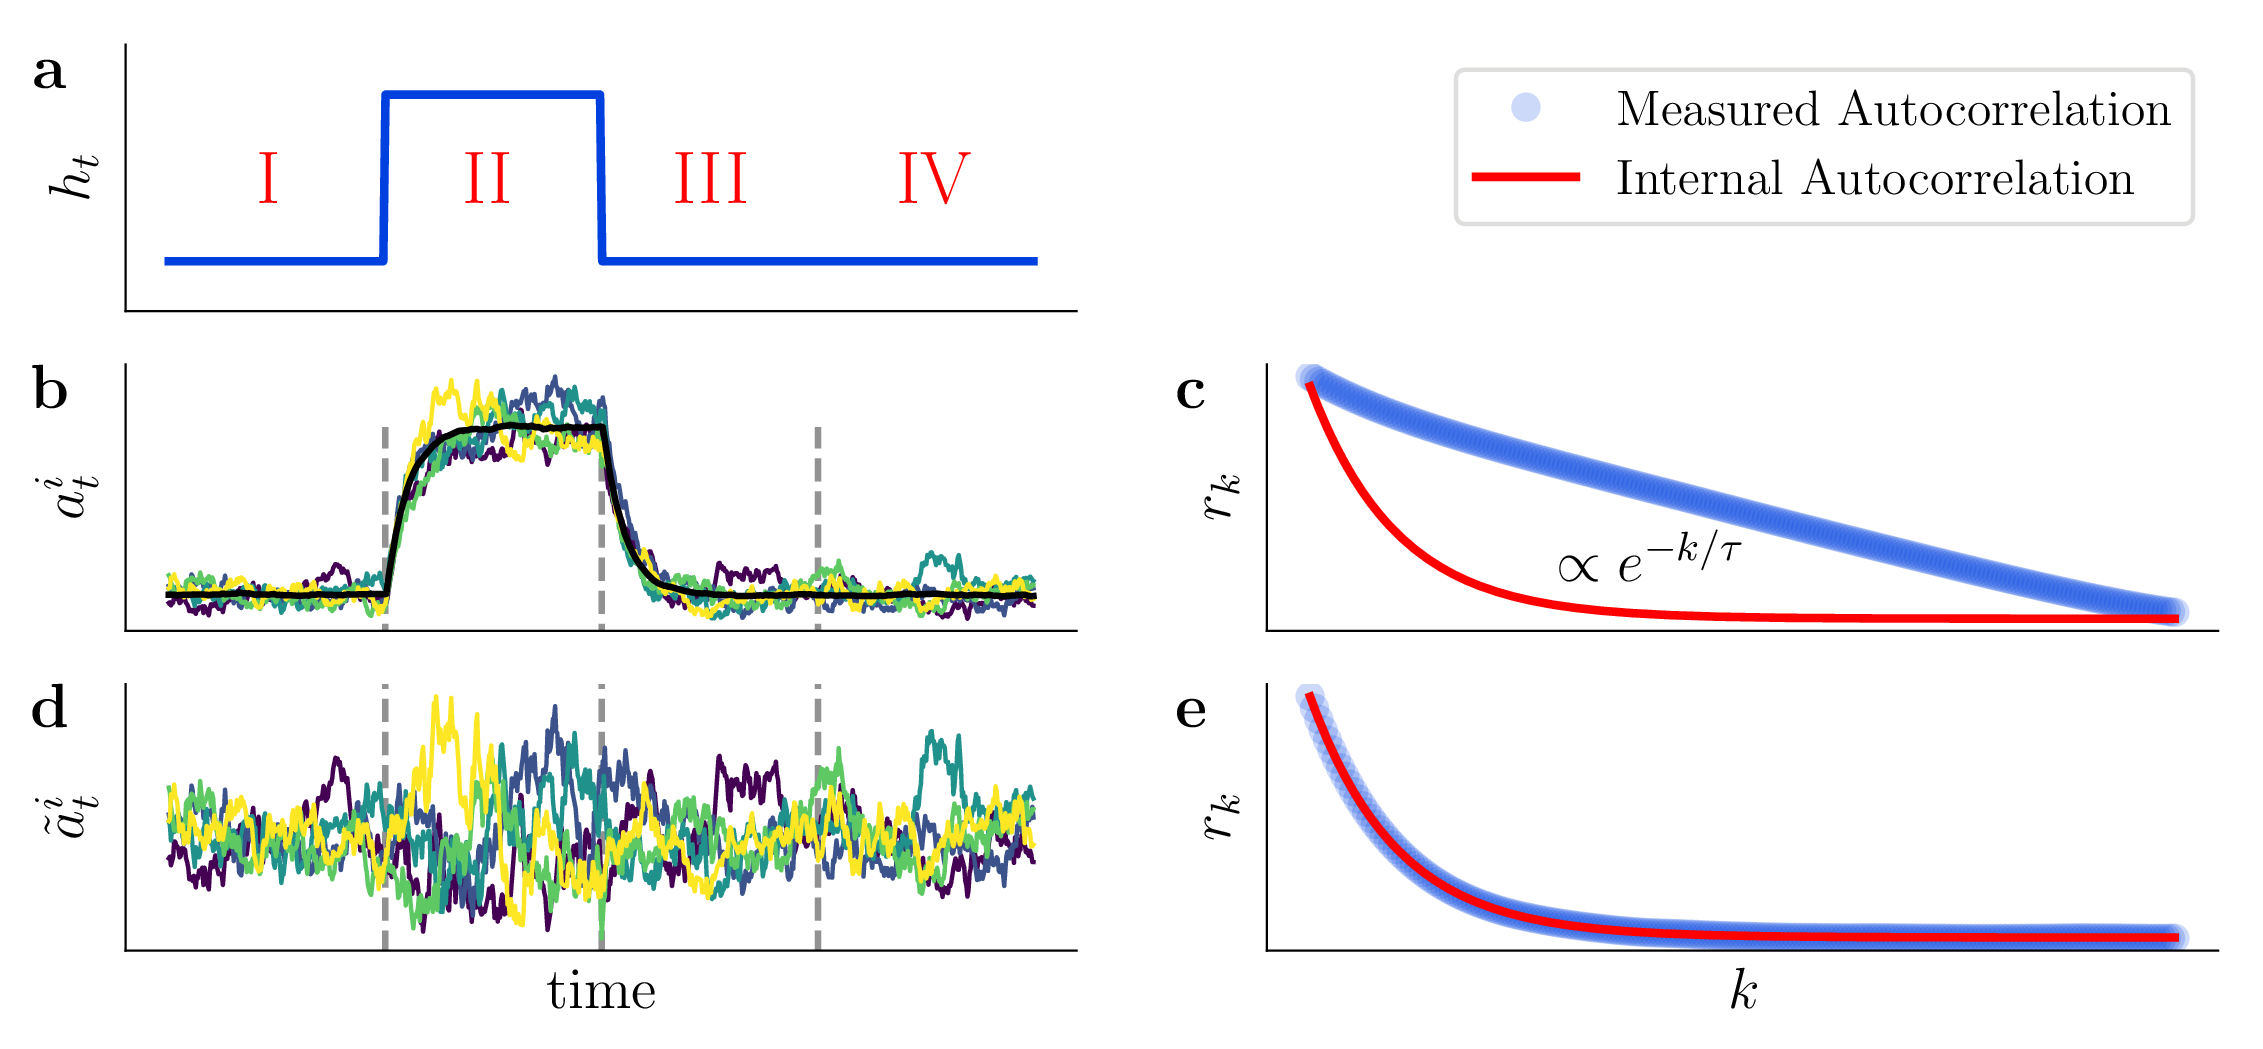 a
h_t
I II III IV
Measured Autocorrelation
Internal Autocorrelation
b
a_t^i
c
r_k
∝ e^{-k/τ}
d
ã_t^i
time
e
r_k
k